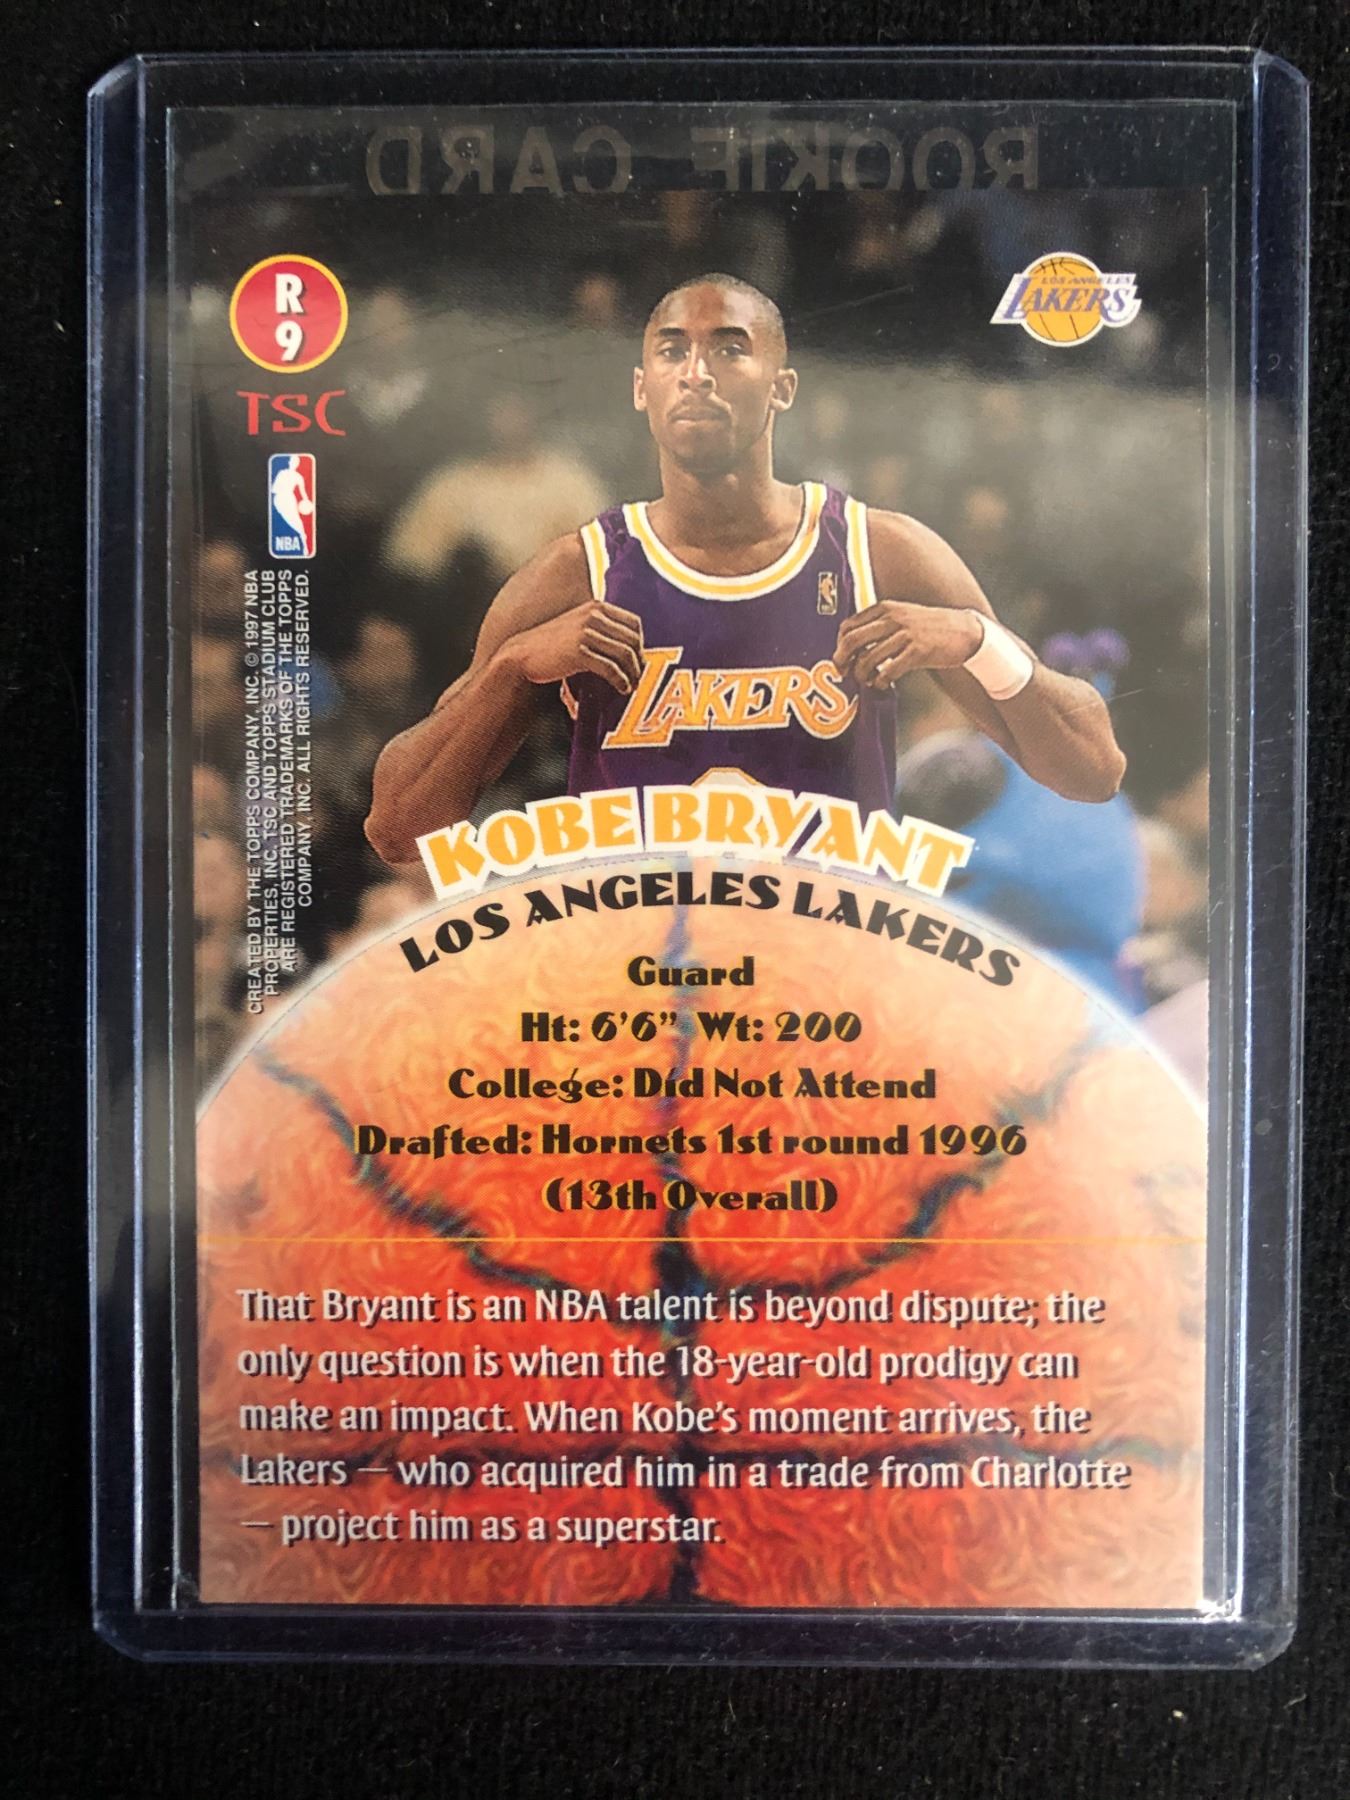 ROOKIE CARD
R
9
LOS ANGELES
LAKERS
TSC
NBA
CREATED BY THE TOPPS COMPANY, INC. © 1997 NBA
PROPERTIES, INC. TSC AND TOPPS STADIUM CLUB
ARE REGISTERED TRADEMARKS OF THE TOPPS
COMPANY, INC. ALL RIGHTS RESERVED.
LAKERS
KOBE BRYANT
LOS ANGELES LAKERS
Guard
Ht: 6'6" Wt: 200
College: Did Not Attend
Drafted: Hornets 1st round 1996
(13th Overall)
That Bryant is an NBA talent is beyond dispute; the
only question is when the 18-year-old prodigy can
make an impact. When Kobe's moment arrives, the
Lakers — who acquired him in a trade from Charlotte
— project him as a superstar.